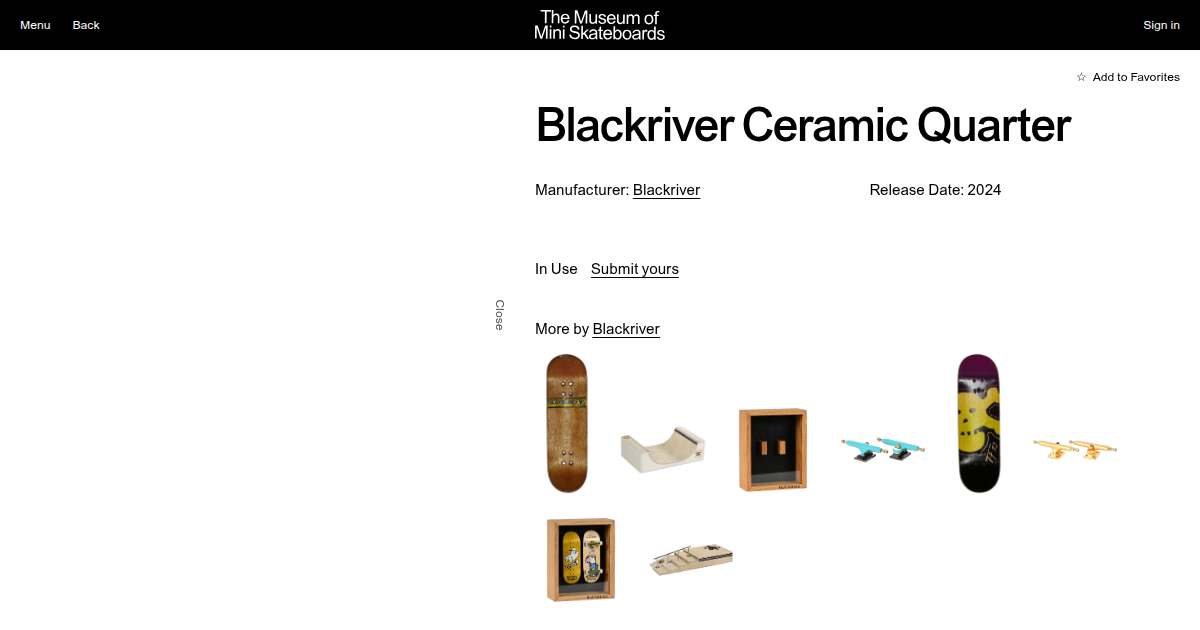 Menu
Back
The Museum of
Mini Skateboards
Sign in
☆ Add to Favorites
Blackriver Ceramic Quarter
Manufacturer: Blackriver
Release Date: 2024
In Use
Submit yours
Close
More by Blackriver